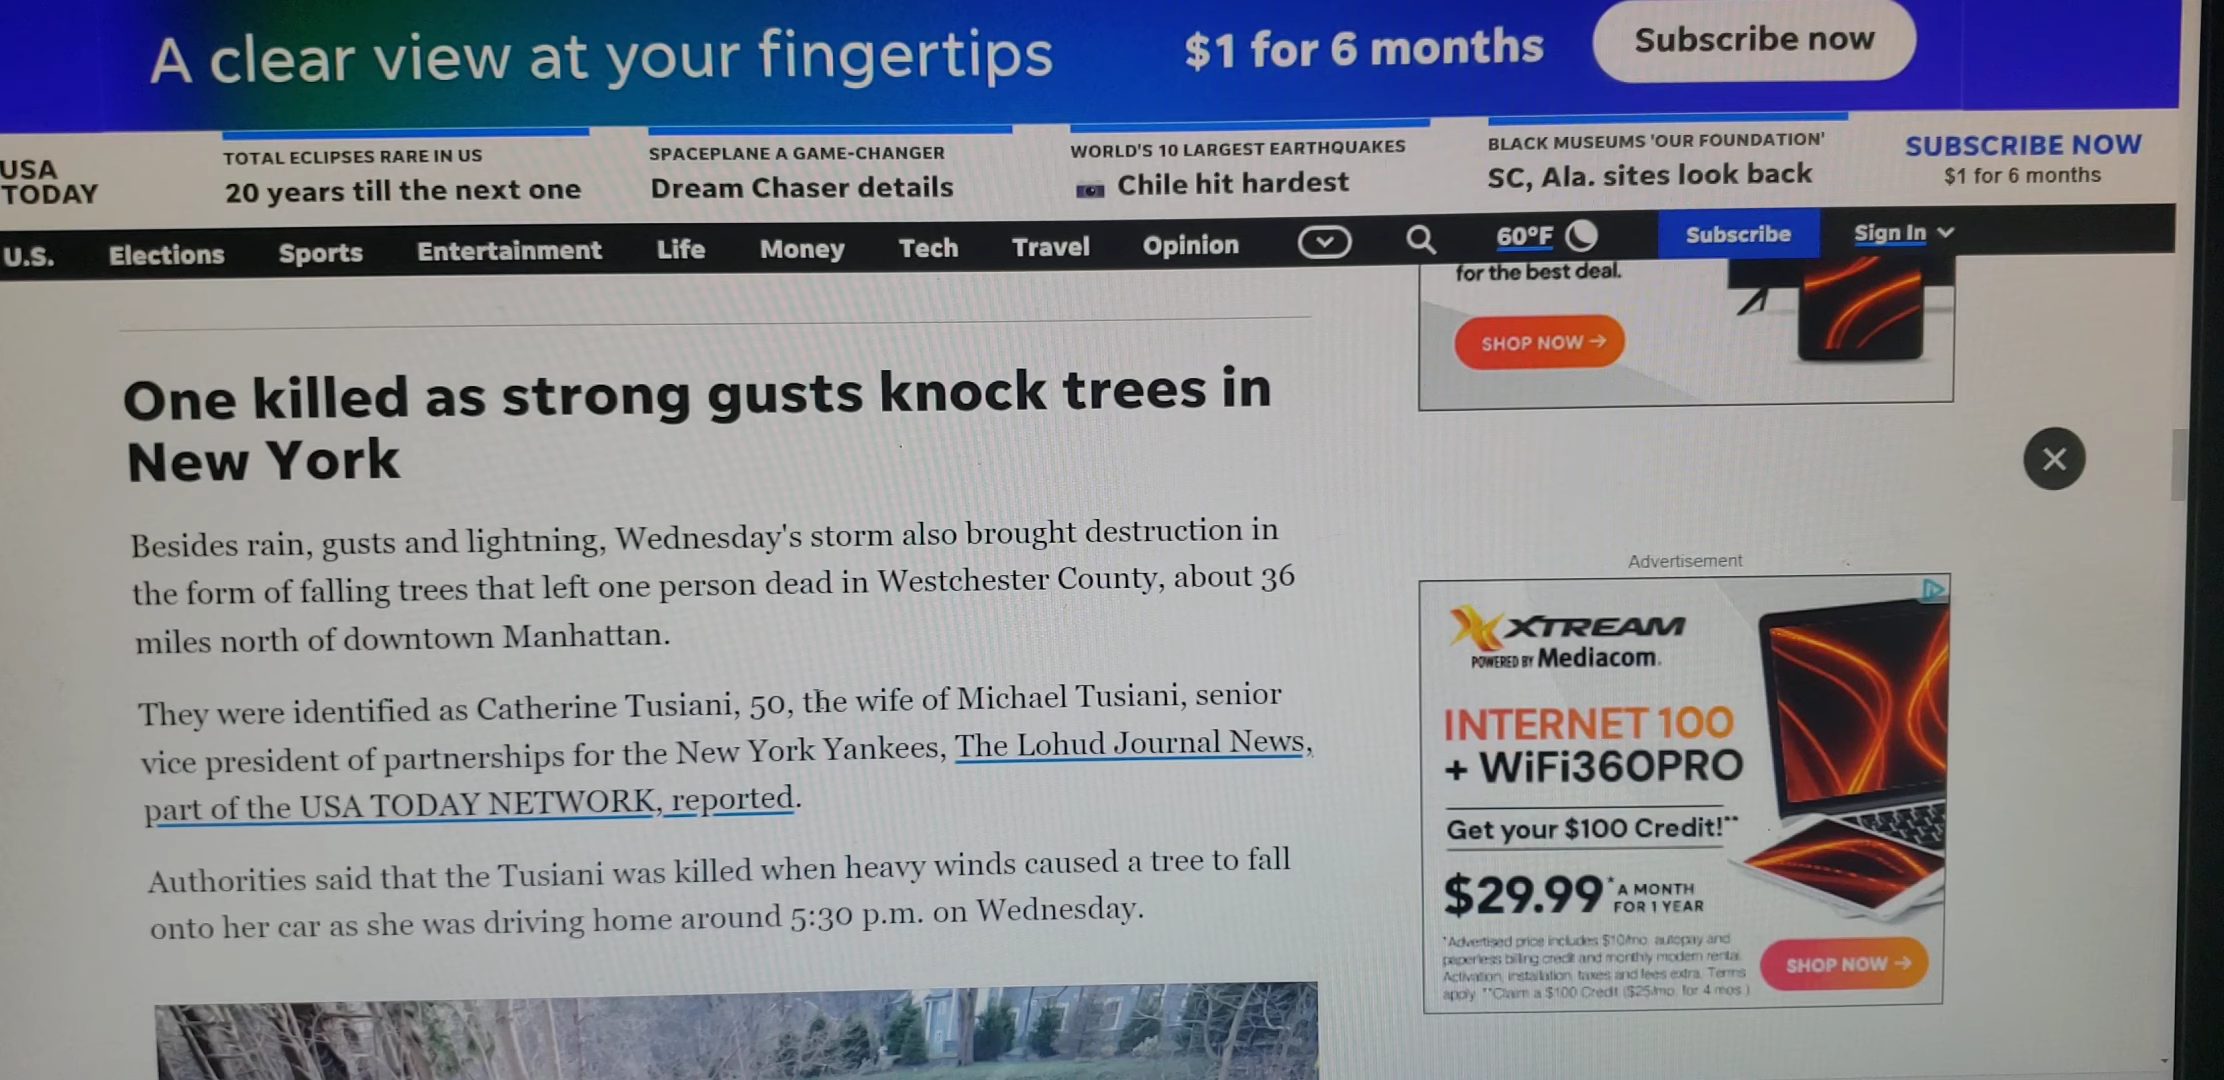 A clear view at your fingertips
$1 for 6 months
Subscribe now
USA
TODAY
TOTAL ECLIPSES RARE IN US
20 years till the next one
SPACEPLANE A GAME-CHANGER
Dream Chaser details
WORLD'S 10 LARGEST EARTHQUAKES
Chile hit hardest
BLACK MUSEUMS 'OUR FOUNDATION'
SC, Ala. sites look back
SUBSCRIBE NOW
$1 for 6 months
U.S. Elections Sports Entertainment Life Money Tech Travel Opinion 60°F Subscribe Sign In
for the best deal.
SHOP NOW →
One killed as strong gusts knock trees in
New York
Besides rain, gusts and lightning, Wednesday's storm also brought destruction in
the form of falling trees that left one person dead in Westchester County, about 36
miles north of downtown Manhattan.
They were identified as Catherine Tusiani, 50, the wife of Michael Tusiani, senior
vice president of partnerships for the New York Yankees, The Lohud Journal News,
part of the USA TODAY NETWORK, reported.
Authorities said that the Tusiani was killed when heavy winds caused a tree to fall
onto her car as she was driving home around 5:30 p.m. on Wednesday.
Advertisement
XTREAM
POWERED BY Mediacom.
INTERNET 100
+ WiFi360PRO
Get your $100 Credit!**
$29.99* A MONTH
FOR 1 YEAR
*Advertised price includes $10/mo. autopay and
paperless billing credit and monthly modem rental.
Activation, installation, taxes and fees extra. Terms
apply. **Claim a $100 Credit ($25/mo. for 4 mos.)
SHOP NOW →